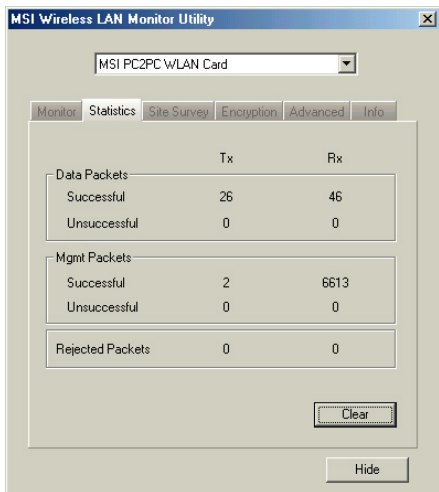 MSI Wireless LAN Monitor Utility
MSI PC2PC WLAN Card
Monitor Statistics Site Survey Encryption Advanced Info
Tx Rx
Data Packets
Successful 26 46
Unsuccessful 0 0
Mgmt Packets
Successful 2 6613
Unsuccessful 0 0
Rejected Packets 0 0
Clear
Hide